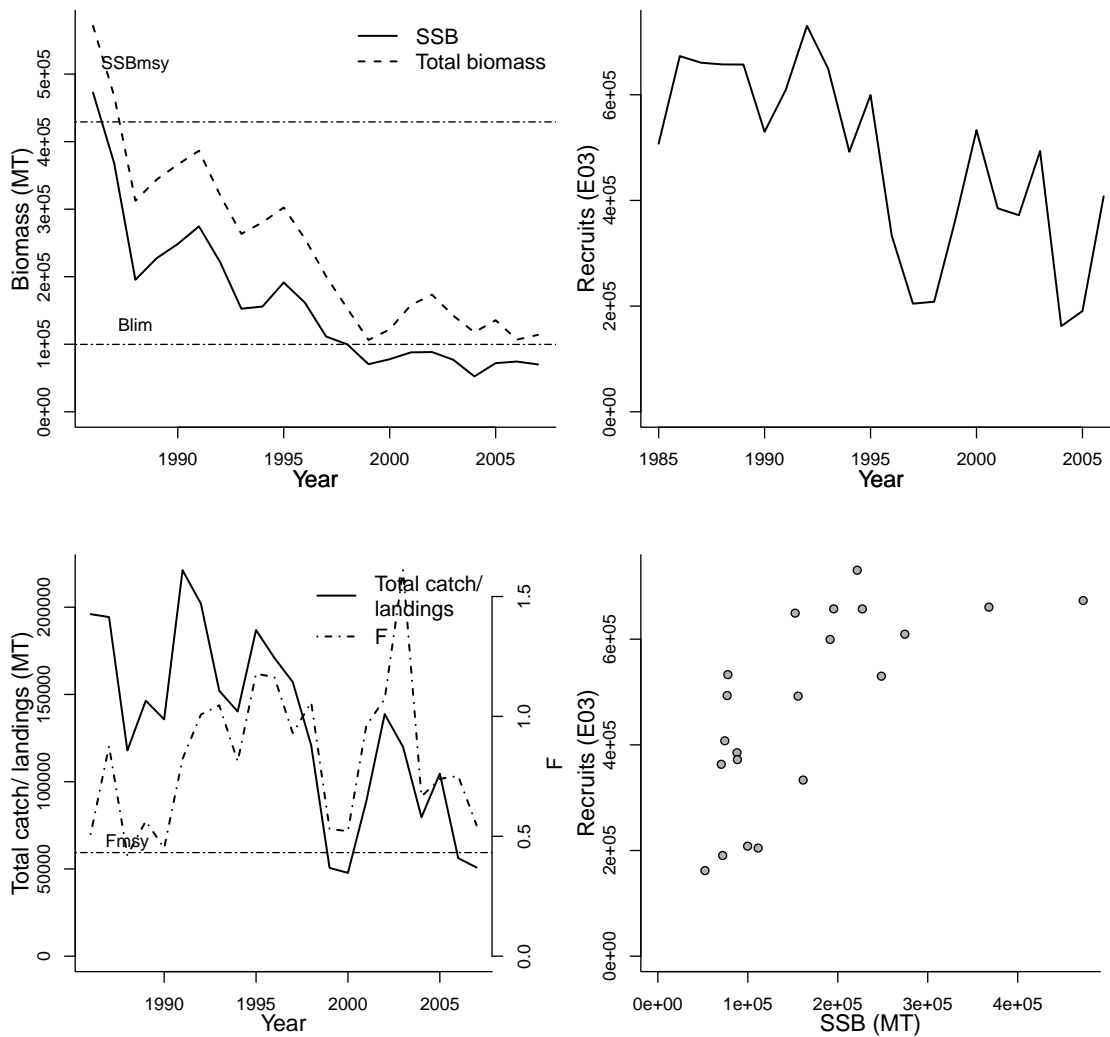 SSB
Total biomass
SSBmsy
Blim
Biomass (MT)
0e+00
1e+05
2e+05
3e+05
4e+05
5e+05
1990
1995
2000
2005
Year
Recruits (E03)
0e+00
2e+05
4e+05
6e+05
1985
1990
1995
2000
2005
Year
Total catch/
landings
F
Fmsy
Total catch/ landings (MT)
0
50000
100000
150000
200000
0.0
0.5
1.0
1.5
F
1990
1995
2000
2005
Year
Recruits (E03)
0e+00
2e+05
4e+05
6e+05
0e+00
1e+05
2e+05
3e+05
4e+05
SSB (MT)